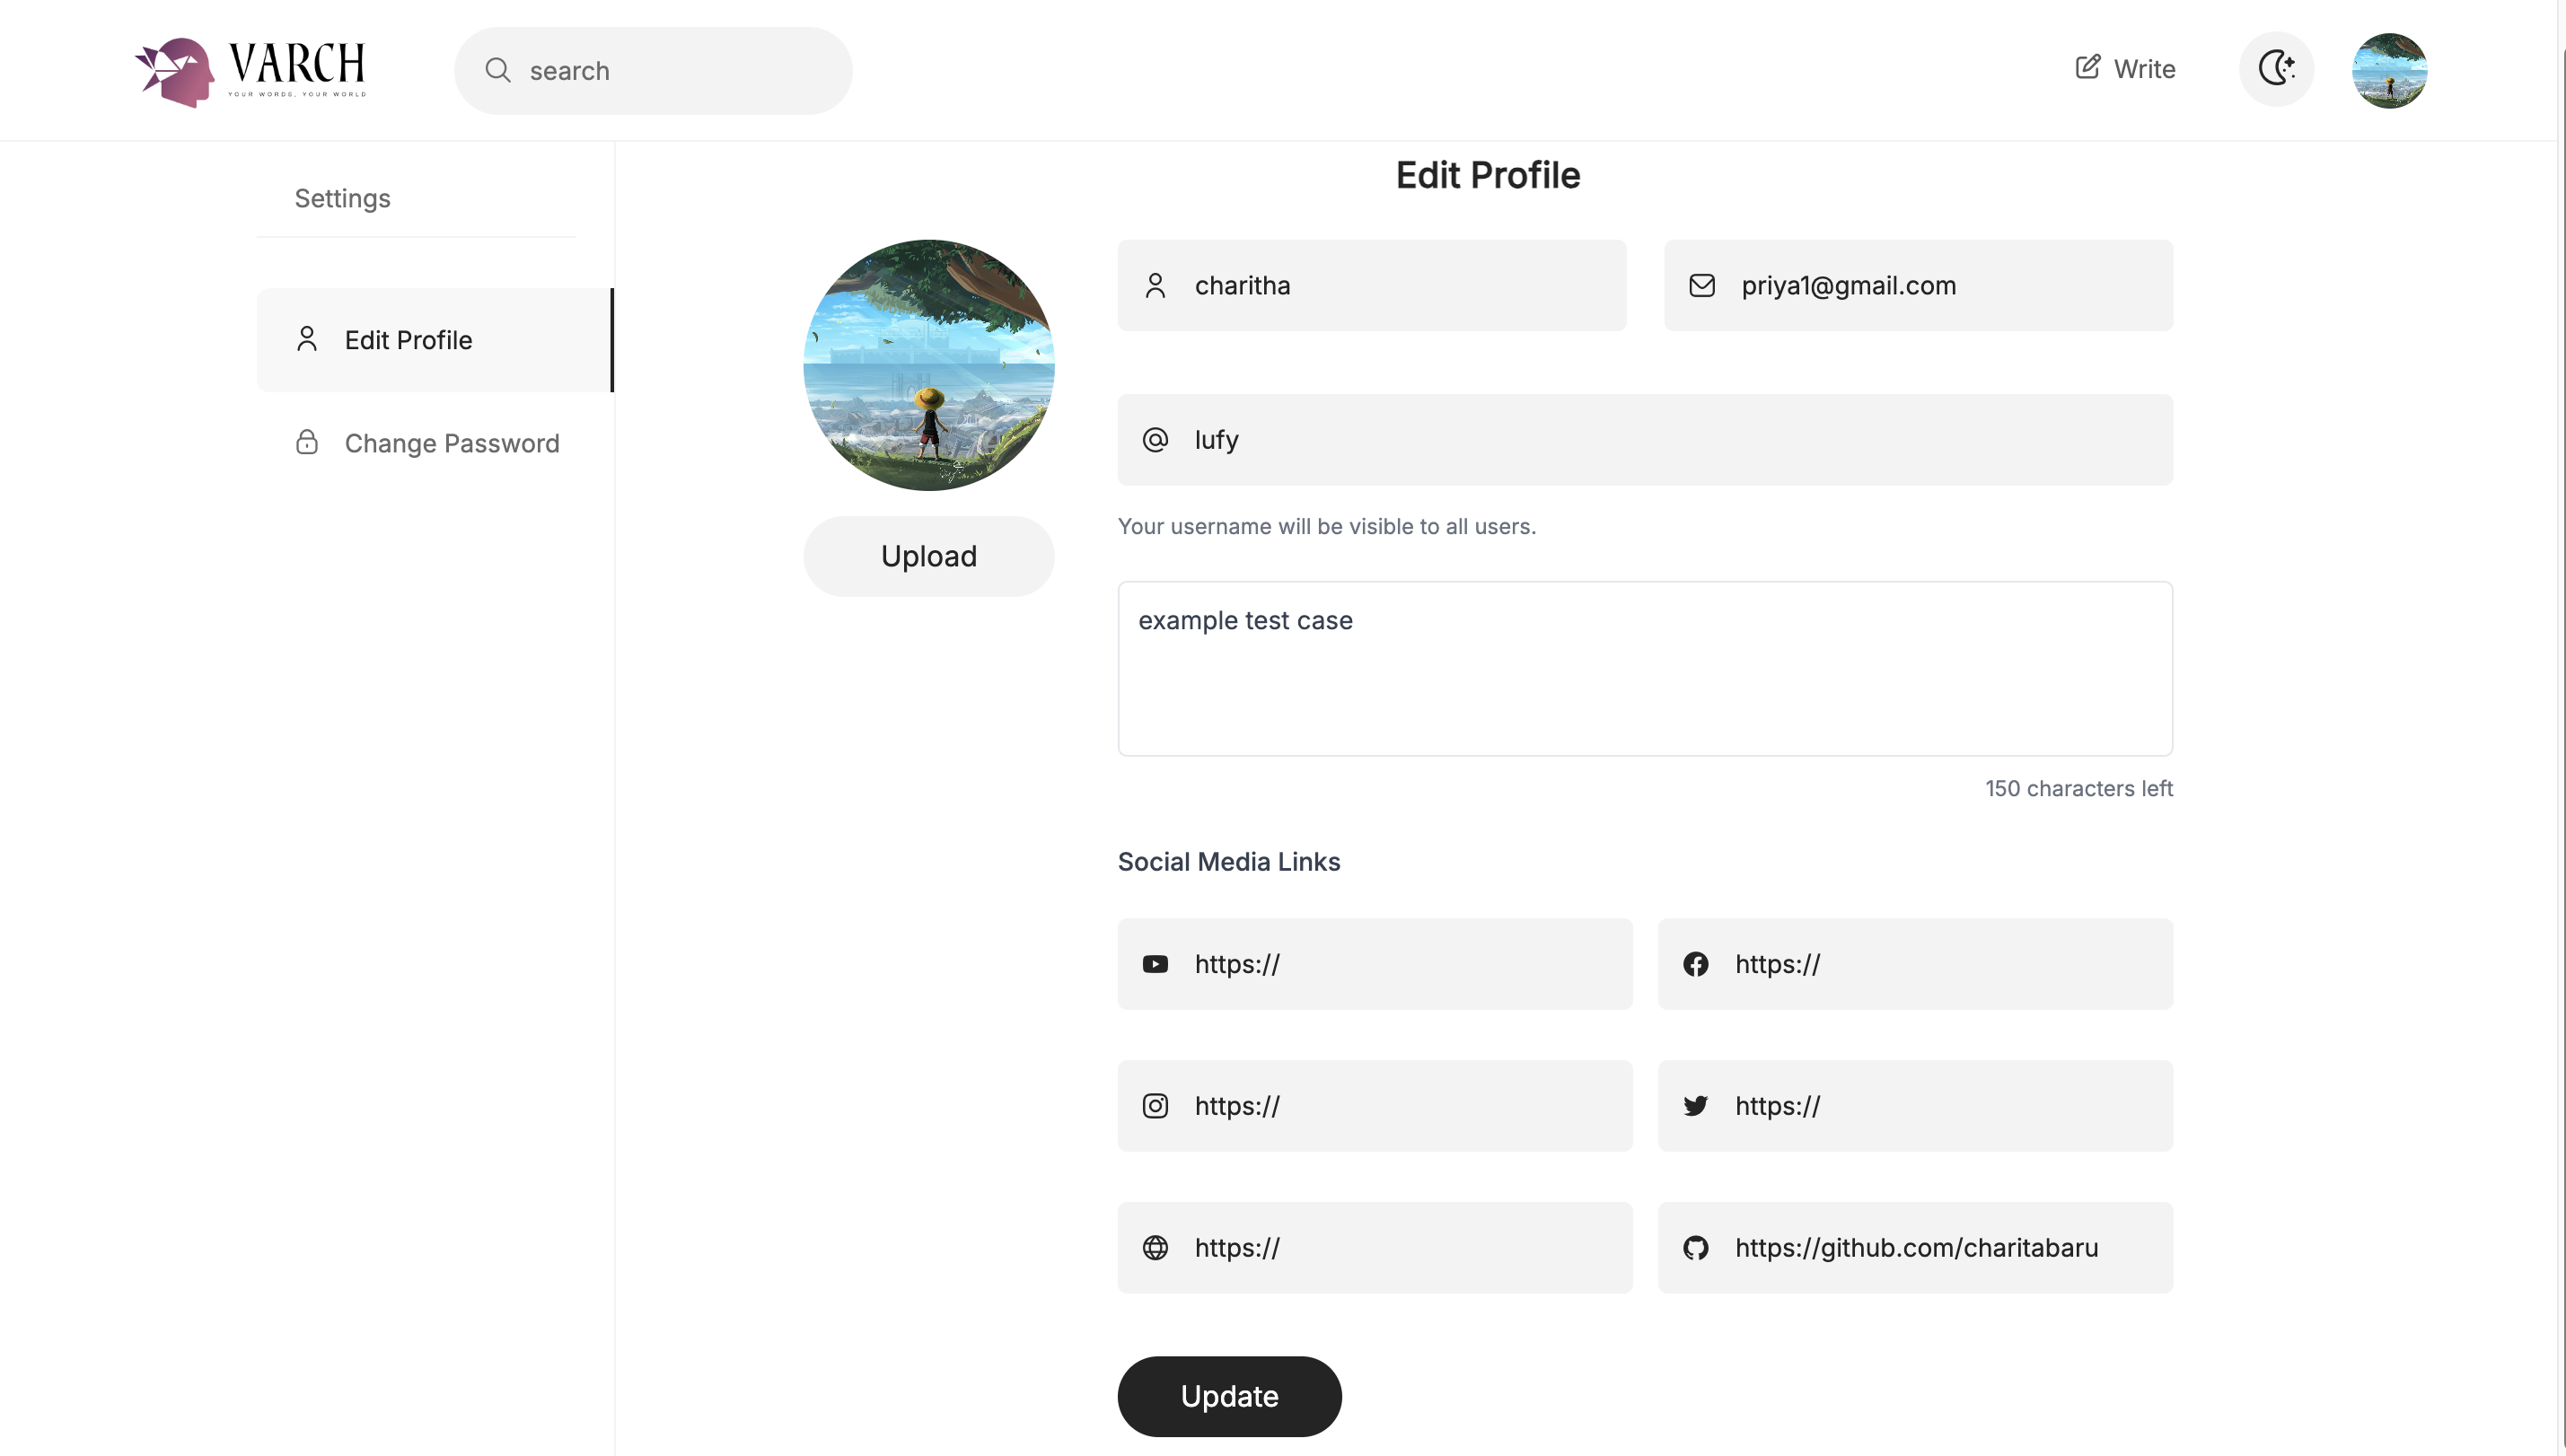 VARCH
YOUR WORDS, YOUR WORLD
search
Write
Settings
Edit Profile
Change Password
Edit Profile
Upload
charitha
priya1@gmail.com
lufy
Your username will be visible to all users.
example test case
150 characters left
Social Media Links
https://
https://
https://
https://
https://
https://github.com/charitabaru
Update